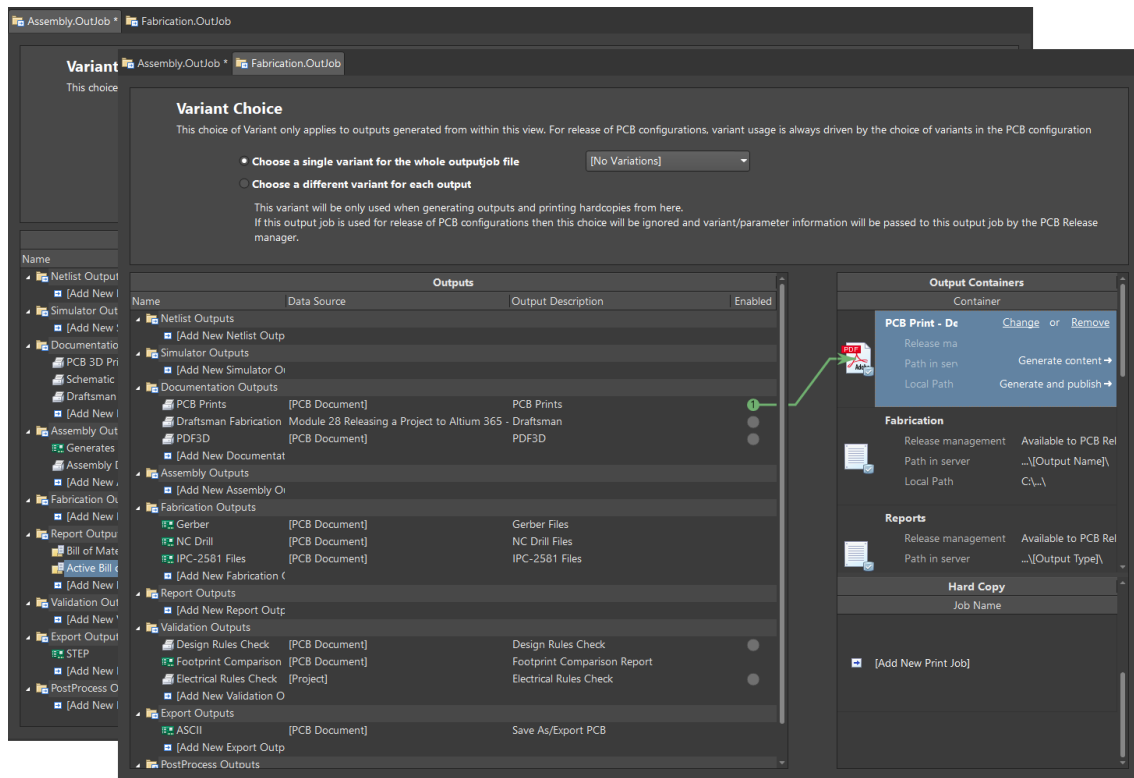 Assembly.OutJob * Fabrication.OutJob
Variant
This choice
Name
Netlist Output
[Add New
Simulator Out
[Add New
Documentatio
PCB 3D Pri
Schematic
Draftsman
[Add New
Assembly Out
Generates
Assembly D
[Add New
Fabrication Ou
[Add New
Report Outpu
Bill of Mate
Active Bill
[Add New
Validation Out
[Add New
Export Output
STEP
[Add New
PostProcess O
[Add New
Assembly.OutJob * Fabrication.OutJob
Variant Choice
This choice of Variant only applies to outputs generated from within this view. For release of PCB configurations, variant usage is always driven by the choice of variants in the PCB configuration
Choose a single variant for the whole outputjob file [No Variations]
Choose a different variant for each output
This variant will be only used when generating outputs and printing hardcopies from here.
If this output job is used for release of PCB configurations then this choice will be ignored and variant/parameter information will be passed to this output job by the PCB Release
manager.
Outputs
Name Data Source Output Description Enabled
Netlist Outputs
[Add New Netlist Outp
Simulator Outputs
[Add New Simulator Ou
Documentation Outputs
PCB Prints [PCB Document] PCB Prints 1
Draftsman Fabrication Module 28 Releasing a Project to Altium 365 - Draftsman
PDF3D [PCB Document] PDF3D
[Add New Documentat
Assembly Outputs
[Add New Assembly Ou
Fabrication Outputs
Gerber [PCB Document] Gerber Files
NC Drill [PCB Document] NC Drill Files
IPC-2581 Files [PCB Document] IPC-2581 Files
[Add New Fabrication
Report Outputs
[Add New Report Outp
Validation Outputs
Design Rules Check [PCB Document] Design Rules Check
Footprint Comparison [PCB Document] Footprint Comparison Report
Electrical Rules Check [Project] Electrical Rules Check
[Add New Validation O
Export Outputs
ASCII [PCB Document] Save As/Export PCB
[Add New Export Outp
PostProcess Outputs
Output Containers
Container
PCB Print - Dc Change or Remove
Release ma
Path in ser Generate content
Local Path Generate and publish
PDF
Adob
Fabrication
Release management Available to PCB Rel
Path in server ...\[Output Name]\
Local Path C:\...\
Reports
Release management Available to PCB Rel
Path in server ...\[Output Type]\
Hard Copy
Job Name
[Add New Print Job]